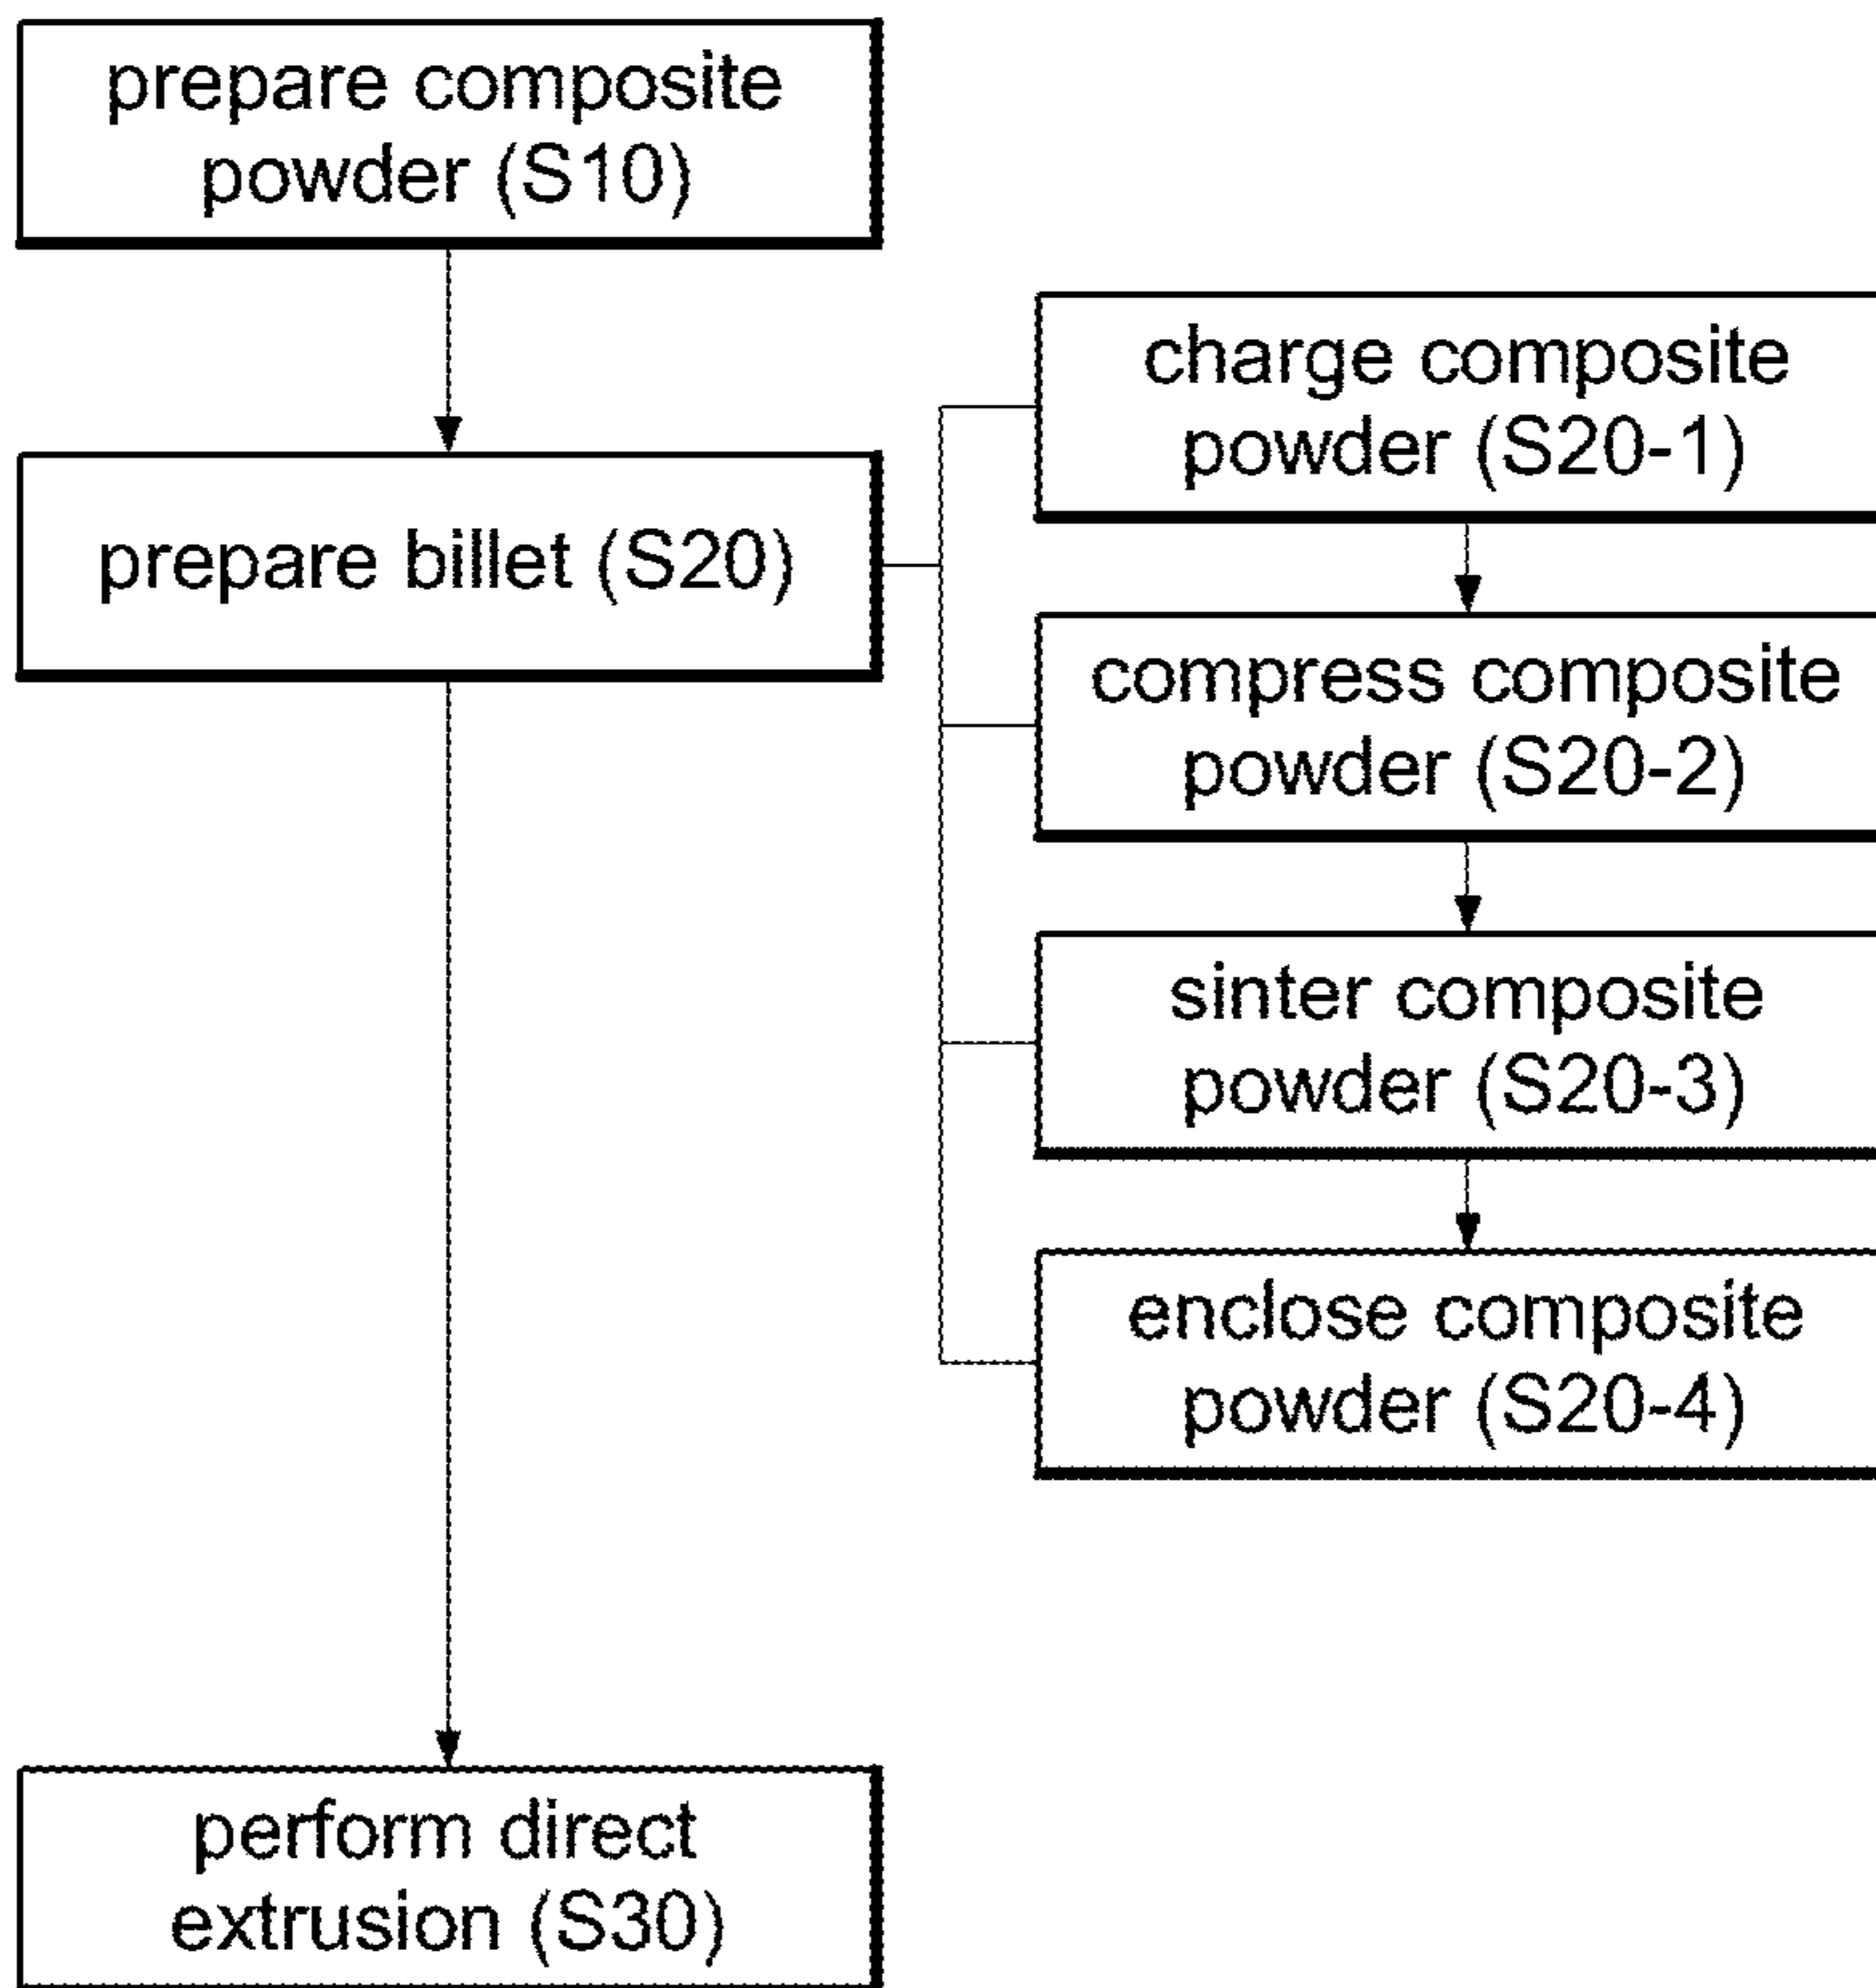 prepare composite
powder (S10)
prepare billet (S20)
charge composite
powder (S20-1)
compress composite
powder (S20-2)
sinter composite
powder (S20-3)
enclose composite
powder (S20-4)
perform direct
extrusion (S30)